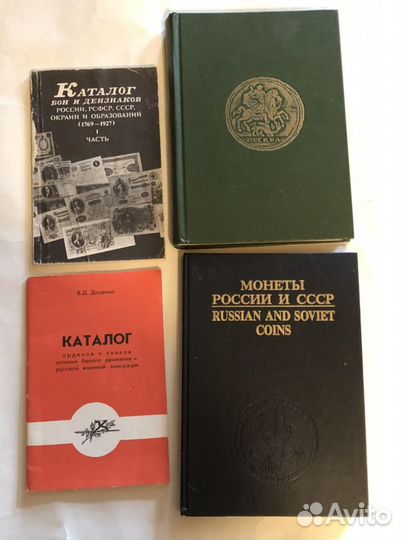 КАТАЛОГ
БОН И ДЕНЗНАКОВ
РОССИИ, РСФСР, СССР,
ОКРАИН И ОБРАЗОВАНИЙ
(1769—1927)
I
ЧАСТЬ
В.Д. Доценко
КАТАЛОГ
орденов и знаков
отличия белого движения и
русской военной эмиграции
МОНЕТЫ
РОССИИ И СССР
RUSSIAN AND SOVIET
COINS
Avito